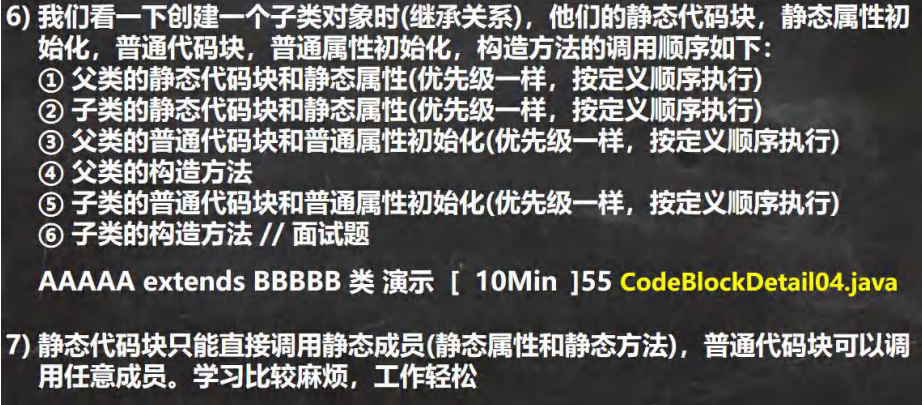 6) 我们看一下创建一个子类对象时(继承关系)，他们的静态代码块，静态属性初
始化，普通代码块，普通属性初始化，构造方法的调用顺序如下：
① 父类的静态代码块和静态属性(优先级一样，按定义顺序执行)
② 子类的静态代码块和静态属性(优先级一样，按定义顺序执行)
③ 父类的普通代码块和普通属性初始化(优先级一样，按定义顺序执行)
④ 父类的构造方法
⑤ 子类的普通代码块和普通属性初始化(优先级一样，按定义顺序执行)
⑥ 子类的构造方法 // 面试题
AAAAA extends BBBBB 类 演示 [ 10Min ]55 CodeBlockDetail04.java
7) 静态代码块只能直接调用静态成员(静态属性和静态方法)，普通代码块可以调
用任意成员。学习比较麻烦，工作轻松